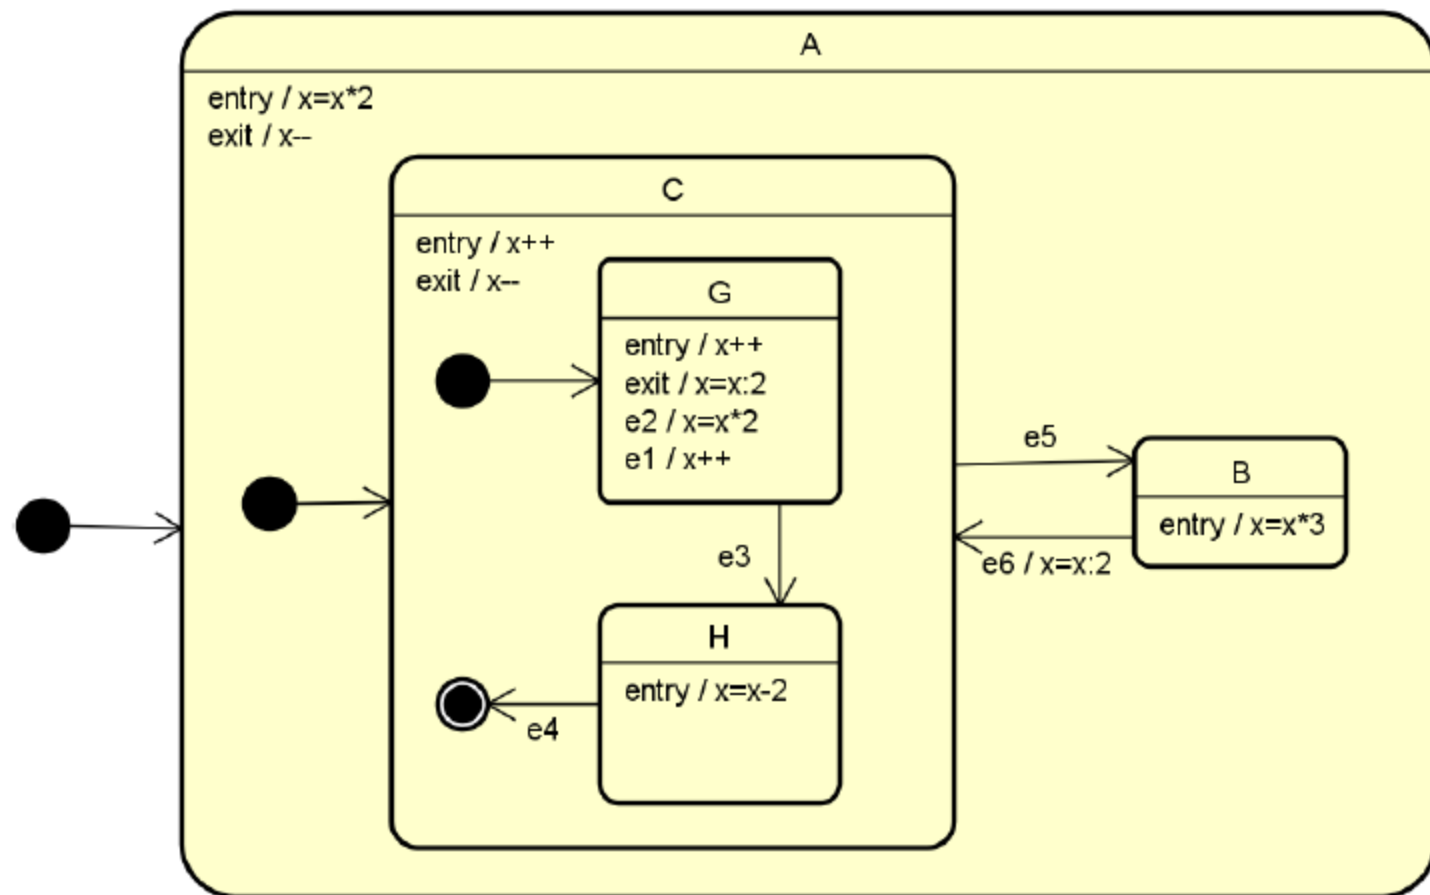 A
entry / x=x*2
exit / x--
C
entry / x++
exit / x--
G
entry / x++
exit / x=x:2
e2 / x=x*2
e1 / x++
e3
H
entry / x=x-2
e4
e5
B
entry / x=x*3
e6 / x=x:2